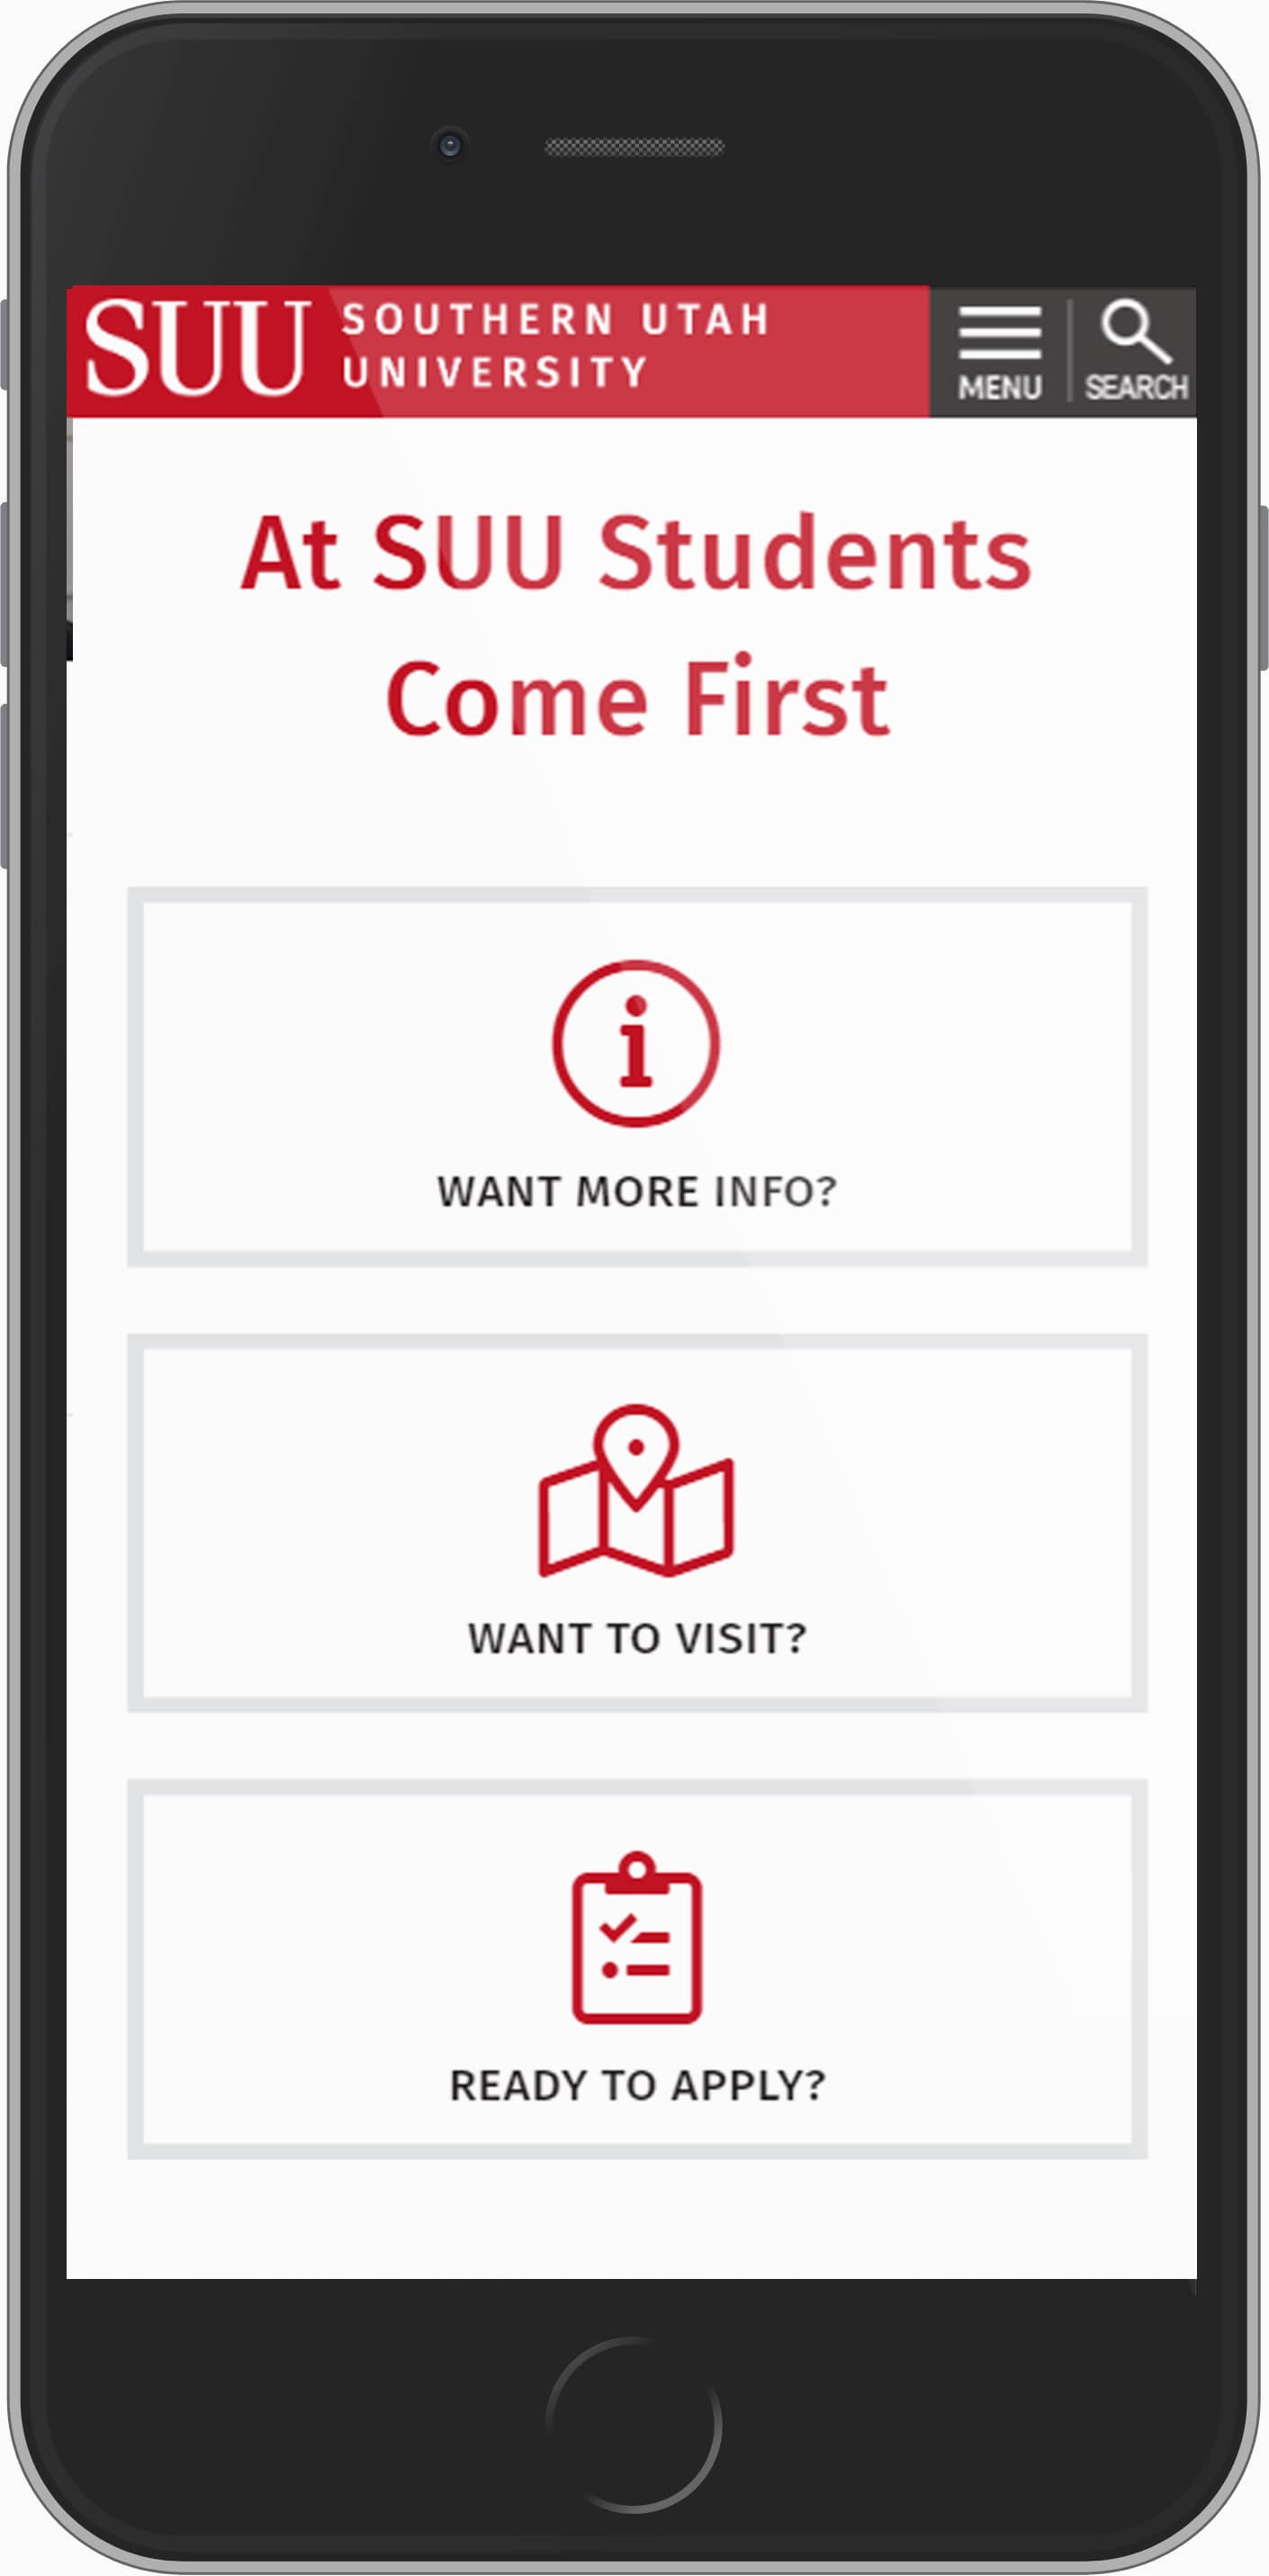 SUU
SOUTHERN UTAH
UNIVERSITY
MENU
SEARCH
At SUU Students
Come First
WANT MORE INFO?
WANT TO VISIT?
READY TO APPLY?